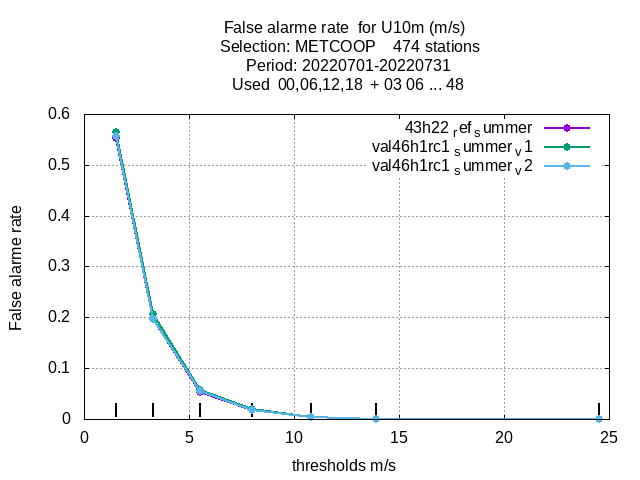 False alarme rate  for U10m (m/s)
Selection: METCOOP    474 stations
Period: 20220701-20220731
Used  00,06,12,18  + 03 06 ... 48
False alarme rate
0.6
0.5
0.4
0.3
0.2
0.1
0
43h22 ref summer
val46h1rc1 summer v1
val46h1rc1 summer v2
0 5 10 15 20 25
thresholds m/s